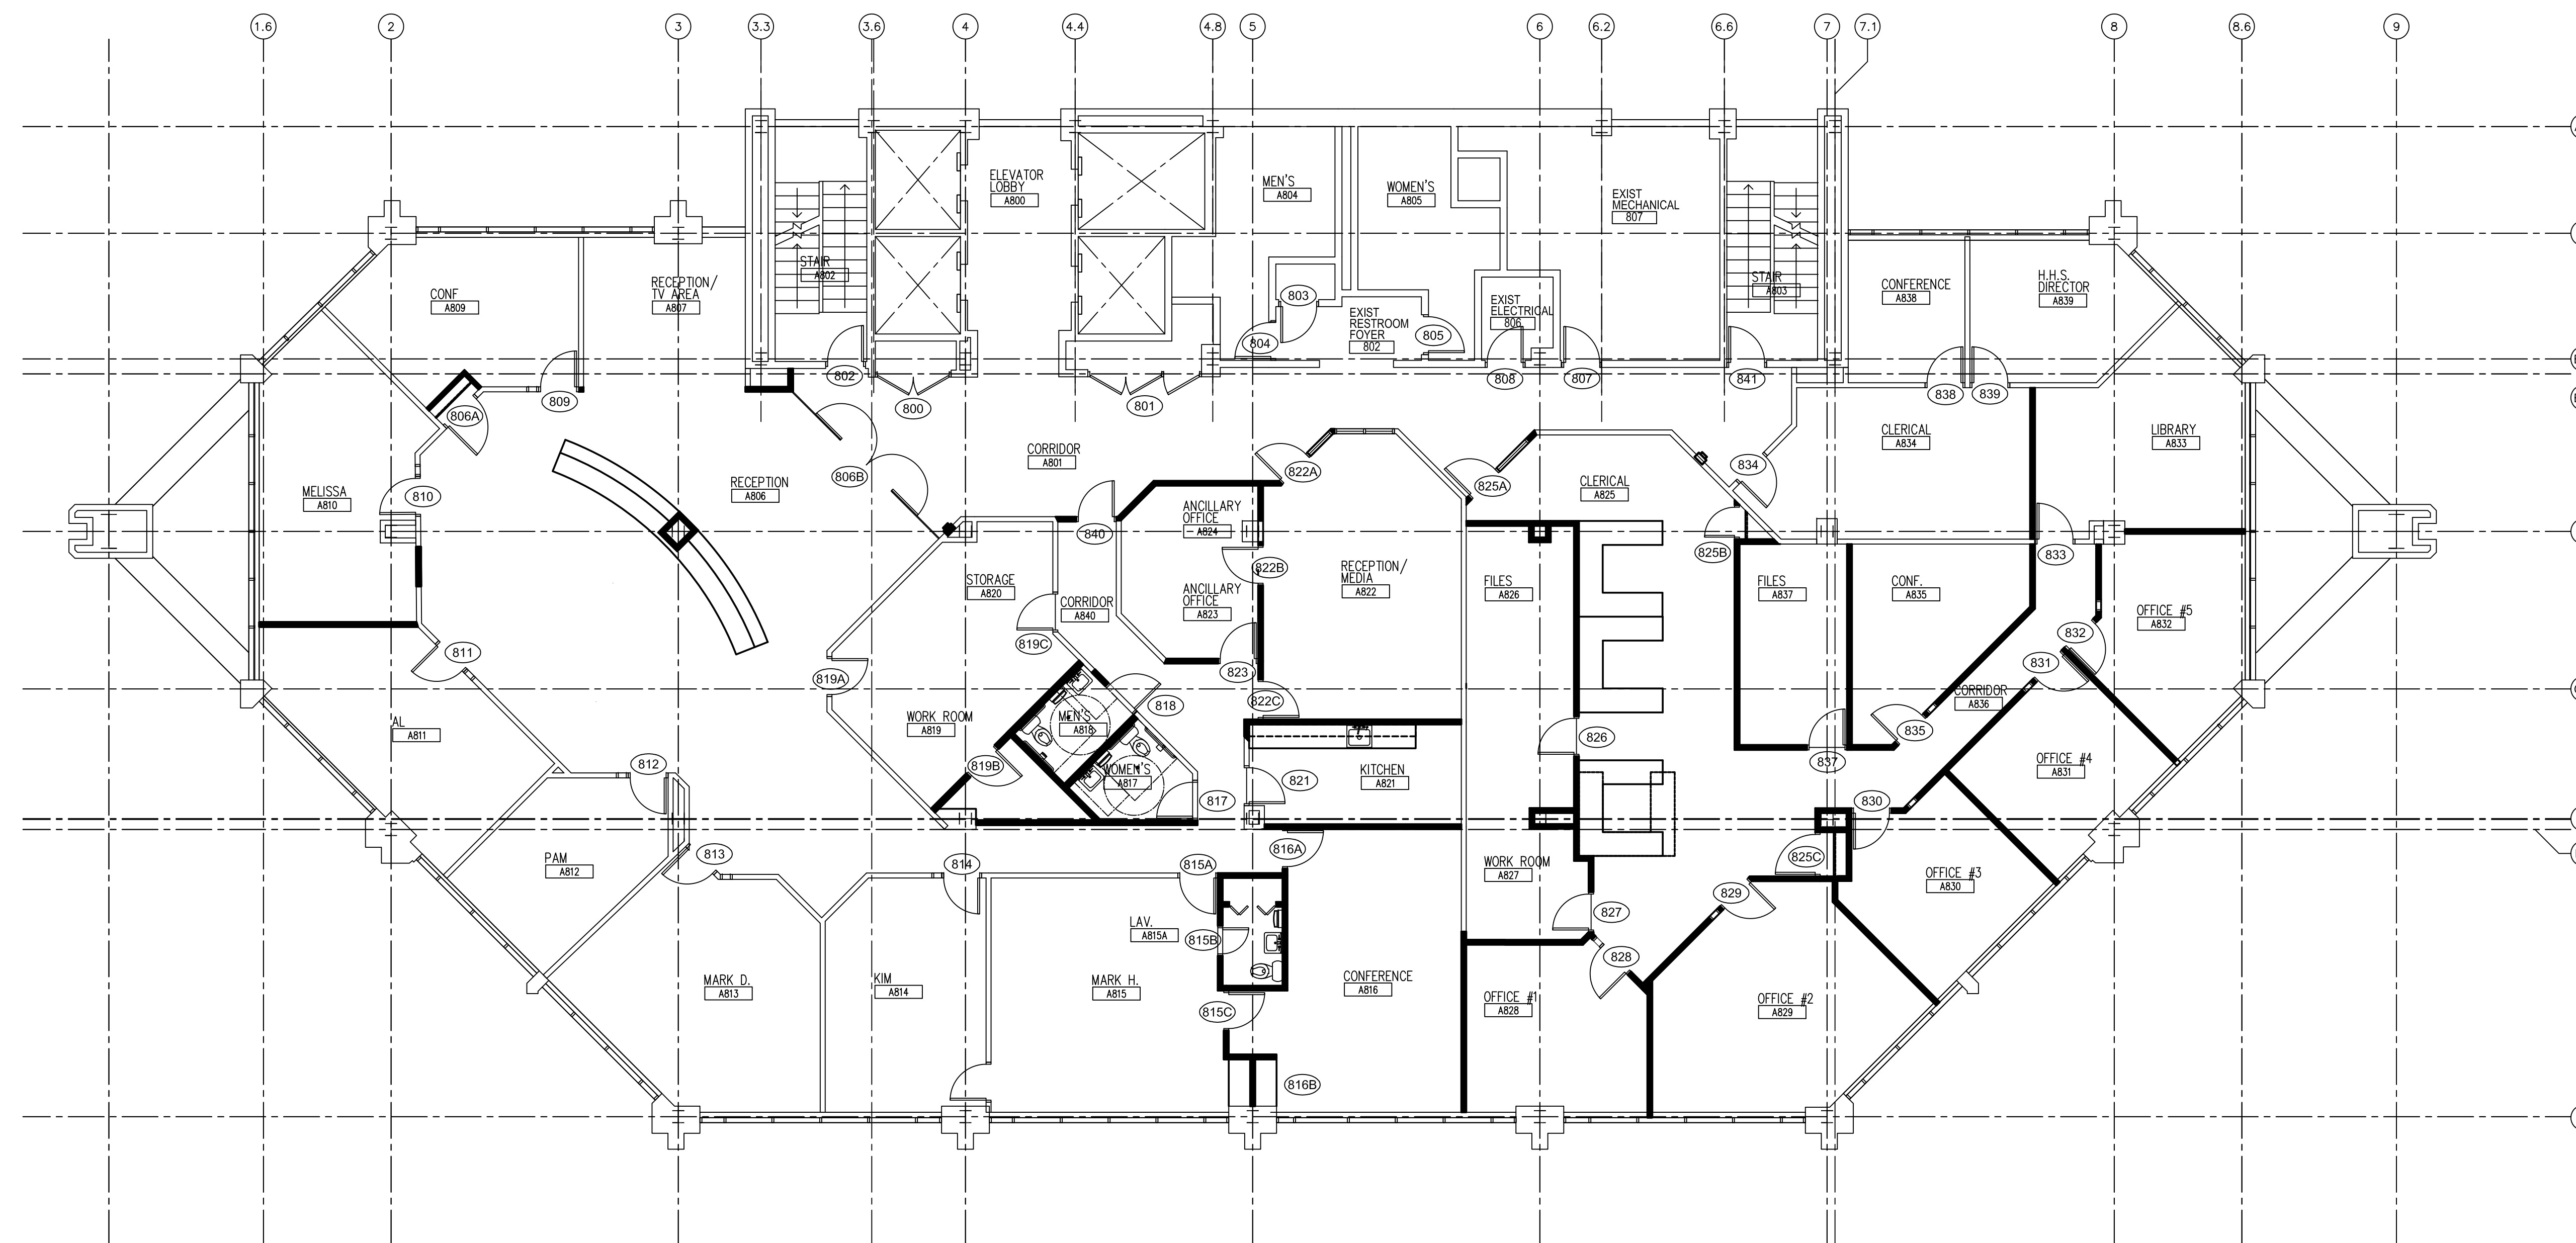 1.6
2
3
3.3
3.6
4
4.4
4.8
5
6
6.2
6.6
7
7.1
8
8.6
9
ELEVATOR
LOBBY
A800
MEN'S
A804
WOMEN'S
A805
EXIST
MECHANICAL
807
STAIR
A802
STAIR
A803
CONF
A809
RECEPTION/
TV AREA
A807
803
804
EXIST
RESTROOM
FOYER
802
805
EXIST
ELECTRICAL
806
CONFERENCE
A838
H.H.S.
DIRECTOR
A839
802
800
801
808
807
841
838
839
809
806A
806B
810
MELISSA
A810
RECEPTION
A806
CORRIDOR
A801
822A
825A
CLERICAL
A825
834
CLERICAL
A834
LIBRARY
A833
ANCILLARY
OFFICE
A824
840
822B
825B
833
STORAGE
A820
CORRIDOR
A840
ANCILLARY
OFFICE
A823
RECEPTION/
MEDIA
A822
FILES
A826
FILES
A837
CONF.
A835
OFFICE #5
A832
832
831
811
819A
819C
823
822C
818
AL
A811
WORK ROOM
A819
MEN'S
A818
CORRIDOR
A836
835
826
837
812
819B
WOMEN'S
A817
817
821
KITCHEN
A821
OFFICE #4
A831
830
PAM
A812
813
814
815A
816A
WORK ROOM
A827
825C
OFFICE #3
A830
829
827
828
LAV.
A815A
815B
815C
MARK D.
A813
KIM
A814
MARK H.
A815
CONFERENCE
A816
OFFICE #1
A828
OFFICE #2
A829
816B